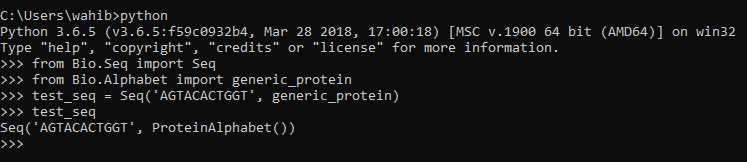 C:\Users\wahib>python
Python 3.6.5 (v3.6.5:f59c0932b4, Mar 28 2018, 17:00:18) [MSC v.1900 64 bit (AMD64)] on win32
Type "help", "copyright", "credits" or "license" for more information.
>>> from Bio.Seq import Seq
>>> from Bio.Alphabet import generic_protein
>>> test_seq = Seq('AGTACACTGGT', generic_protein)
>>> test_seq
Seq('AGTACACTGGT', ProteinAlphabet())
>>>